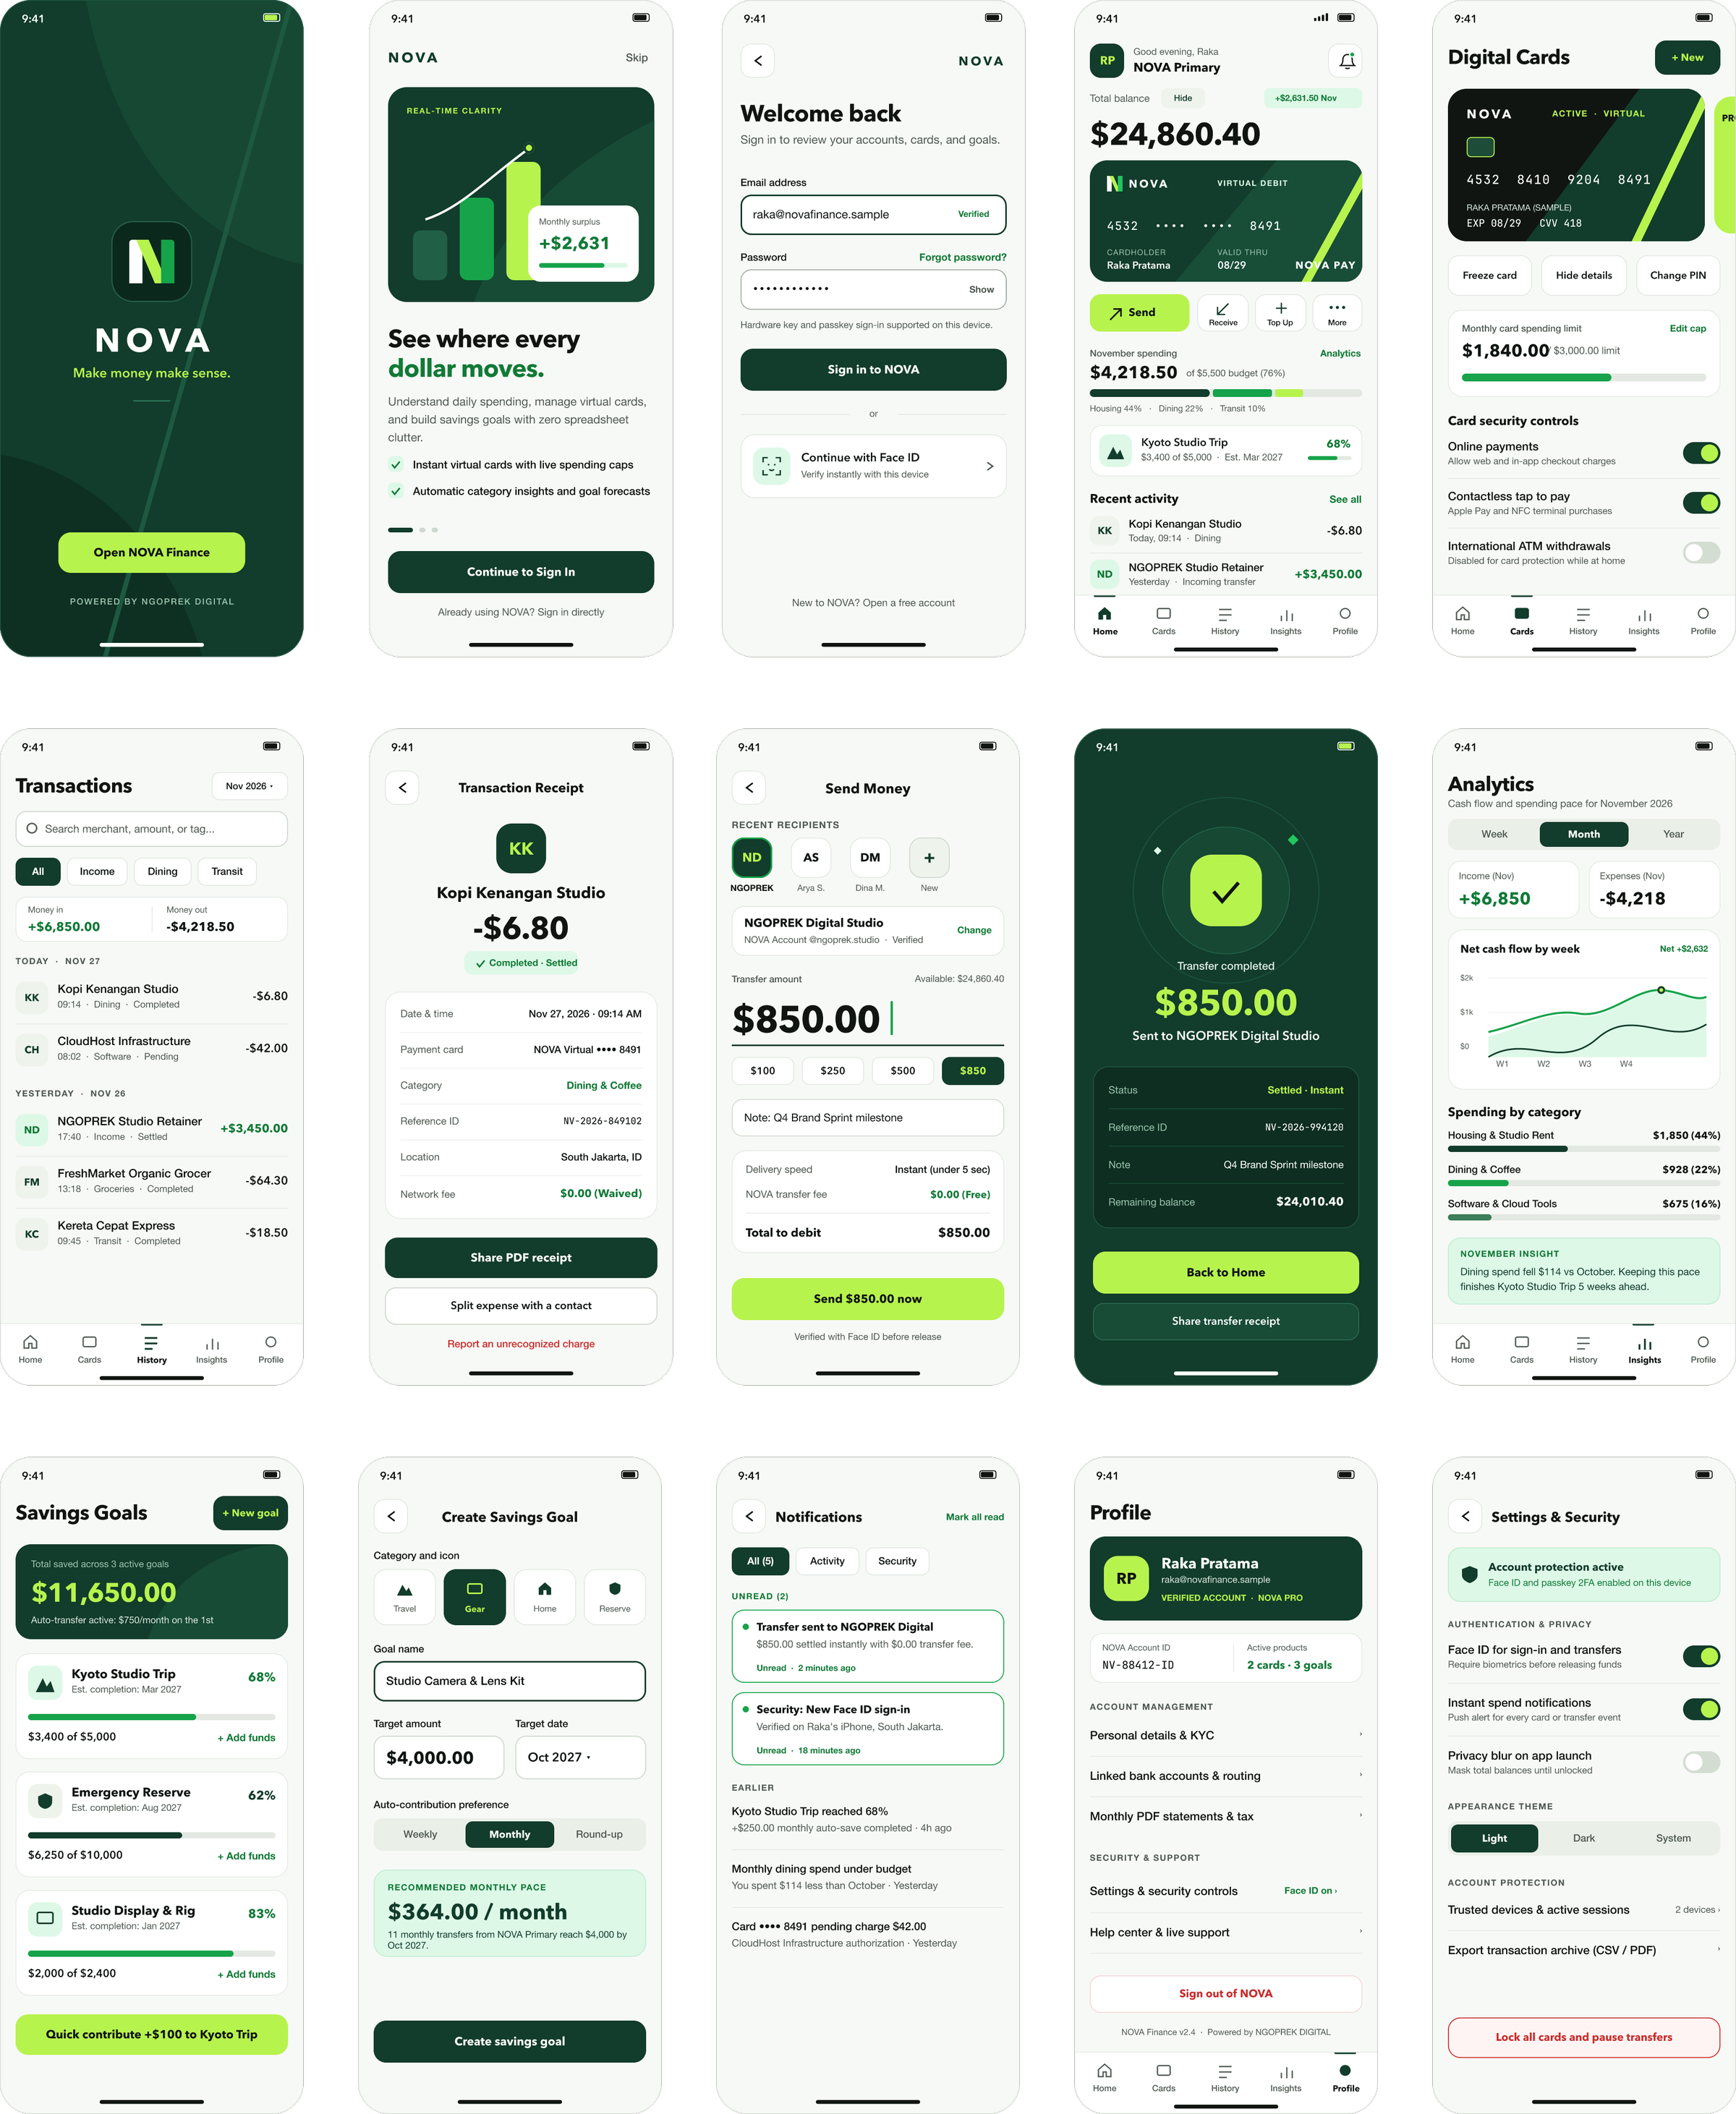 9:41
NOVA
Make money make sense.
Open NOVA Finance
POWERED BY NGOPREK DIGITAL
9:41
NOVA
Skip
REAL-TIME CLARITY
Monthly surplus
+$2,631
See where every
dollar moves.
Understand daily spending, manage virtual cards,
and build savings goals with zero spreadsheet
clutter.
Instant virtual cards with live spending caps
Automatic category insights and goal forecasts
Continue to Sign In
Already using NOVA? Sign in directly
9:41
NOVA
Welcome back
Sign in to review your accounts, cards, and goals.
Email address
raka@novafinance.sample
Verified
Password
Forgot password?
••••••••••••
Show
Hardware key and passkey sign-in supported on this device.
Sign in to NOVA
or
Continue with Face ID
Verify instantly with this device
New to NOVA? Open a free account
9:41
RP
Good evening, Raka
NOVA Primary
Total balance
Hide
+$2,631.50 Nov
$24,860.40
N NOVA
VIRTUAL DEBIT
4532 •••• •••• 8491
CARDHOLDER
Raka Pratama
VALID THRU
08/29
NOVA PAY
Send
Receive
Top Up
More
November spending
Analytics
$4,218.50 of $5,500 budget (76%)
Housing 44% · Dining 22% · Transit 10%
Kyoto Studio Trip
68%
$3,400 of $5,000 · Est. Mar 2027
Recent activity
See all
KK
Kopi Kenangan Studio
Today, 09:14 · Dining
-$6.80
ND
NGOPREK Studio Retainer
Yesterday · Incoming transfer
+$3,450.00
Home
Cards
History
Insights
Profile
9:41
Digital Cards
+ New
NOVA
ACTIVE · VIRTUAL
4532 8410 9204 8491
RAKA PRATAMA (SAMPLE)
EXP 08/29 CVV 418
PR
Freeze card
Hide details
Change PIN
Monthly card spending limit
Edit cap
$1,840.00 / $3,000.00 limit
Card security controls
Online payments
Allow web and in-app checkout charges
Contactless tap to pay
Apple Pay and NFC terminal purchases
International ATM withdrawals
Disabled for card protection while at home
Home
Cards
History
Insights
Profile
9:41
Transactions
Nov 2026
Search merchant, amount, or tag...
All
Income
Dining
Transit
Money in
+$6,850.00
Money out
-$4,218.50
TODAY · NOV 27
KK
Kopi Kenangan Studio
09:14 · Dining · Completed
-$6.80
CH
CloudHost Infrastructure
08:02 · Software · Pending
-$42.00
YESTERDAY · NOV 26
ND
NGOPREK Studio Retainer
17:40 · Income · Settled
+$3,450.00
FM
FreshMarket Organic Grocer
13:18 · Groceries · Completed
-$64.30
KC
Kereta Cepat Express
09:45 · Transit · Completed
-$18.50
Home
Cards
History
Insights
Profile
9:41
Transaction Receipt
KK
Kopi Kenangan Studio
-$6.80
Completed · Settled
Date & time
Nov 27, 2026 · 09:14 AM
Payment card
NOVA Virtual •••• 8491
Category
Dining & Coffee
Reference ID
NV-2026-849102
Location
South Jakarta, ID
Network fee
$0.00 (Waived)
Share PDF receipt
Split expense with a contact
Report an unrecognized charge
9:41
Send Money
RECENT RECIPIENTS
ND
AS
DM
+
NGOPREK
Arya S.
Dina M.
New
NGOPREK Digital Studio
NOVA Account @ngoprek.studio · Verified
Change
Transfer amount
Available: $24,860.40
$850.00
$100
$250
$500
$850
Note: Q4 Brand Sprint milestone
Delivery speed
Instant (under 5 sec)
NOVA transfer fee
$0.00 (Free)
Total to debit
$850.00
Send $850.00 now
Verified with Face ID before release
9:41
Transfer completed
$850.00
Sent to NGOPREK Digital Studio
Status
Settled · Instant
Reference ID
NV-2026-994120
Note
Q4 Brand Sprint milestone
Remaining balance
$24,010.40
Back to Home
Share transfer receipt
9:41
Analytics
Cash flow and spending pace for November 2026
Week
Month
Year
Income (Nov)
+$6,850
Expenses (Nov)
-$4,218
Net cash flow by week
Net +$2,632
$2k
$1k
$0
W1 W2 W3 W4
Spending by category
Housing & Studio Rent
$1,850 (44%)
Dining & Coffee
$928 (22%)
Software & Cloud Tools
$675 (16%)
NOVEMBER INSIGHT
Dining spend fell $114 vs October. Keeping this pace
finishes Kyoto Studio Trip 5 weeks ahead.
Home
Cards
History
Insights
Profile
9:41
Savings Goals
+ New goal
Total saved across 3 active goals
$11,650.00
Auto-transfer active: $750/month on the 1st
Kyoto Studio Trip
68%
Est. completion: Mar 2027
$3,400 of $5,000
+ Add funds
Emergency Reserve
62%
Est. completion: Aug 2027
$6,250 of $10,000
+ Add funds
Studio Display & Rig
83%
Est. completion: Jan 2027
$2,000 of $2,400
+ Add funds
Quick contribute +$100 to Kyoto Trip
9:41
Create Savings Goal
Category and icon
Travel
Gear
Home
Reserve
Goal name
Studio Camera & Lens Kit
Target amount
Target date
$4,000.00
Oct 2027
Auto-contribution preference
Weekly
Monthly
Round-up
RECOMMENDED MONTHLY PACE
$364.00 / month
11 monthly transfers from NOVA Primary reach $4,000 by
Oct 2027.
Create savings goal
9:41
Notifications
Mark all read
All (5)
Activity
Security
UNREAD (2)
Transfer sent to NGOPREK Digital
$850.00 settled instantly with $0.00 transfer fee.
Unread · 2 minutes ago
Security: New Face ID sign-in
Verified on Raka's iPhone, South Jakarta.
Unread · 18 minutes ago
EARLIER
Kyoto Studio Trip reached 68%
+$250.00 monthly auto-save completed · 4h ago
Monthly dining spend under budget
You spent $114 less than October · Yesterday
Card •••• 8491 pending charge $42.00
CloudHost Infrastructure authorization · Yesterday
9:41
Profile
RP
Raka Pratama
raka@novafinance.sample
VERIFIED ACCOUNT · NOVA PRO
NOVA Account ID
NV-88412-ID
Active products
2 cards · 3 goals
ACCOUNT MANAGEMENT
Personal details & KYC
Linked bank accounts & routing
Monthly PDF statements & tax
SECURITY & SUPPORT
Settings & security controls
Face ID on ›
Help center & live support
Sign out of NOVA
NOVA Finance v2.4 · Powered by NGOPREK DIGITAL
Home
Cards
History
Insights
Profile
9:41
Settings & Security
Account protection active
Face ID and passkey 2FA enabled on this device
AUTHENTICATION & PRIVACY
Face ID for sign-in and transfers
Require biometrics before releasing funds
Instant spend notifications
Push alert for every card or transfer event
Privacy blur on app launch
Mask total balances until unlocked
APPEARANCE THEME
Light
Dark
System
ACCOUNT PROTECTION
Trusted devices & active sessions
2 devices ›
Export transaction archive (CSV / PDF)
Lock all cards and pause transfers